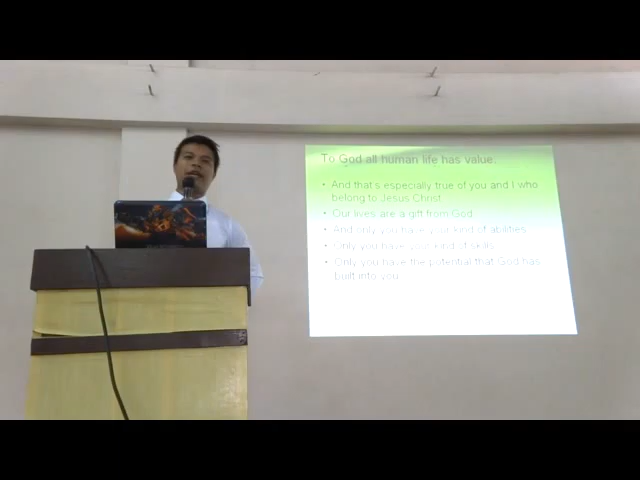 To God all human life has value.
• And that's especially true of you and I who
belong to Jesus Christ.
• Our lives are a gift from God.
• And only you have your kind of abilities.
• Only you have your kind of skills.
• Only you have the potential that God has
built into you.